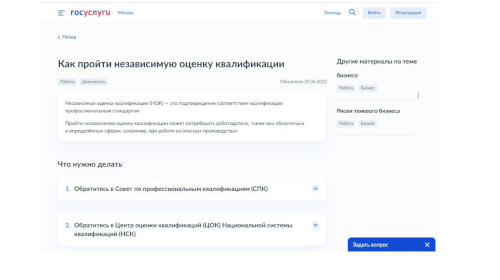 госуслуги
Москва
Помощь
Войти
Регистрация
Назад
Как пройти независимую оценку квалификации
Работа
Документы
Обновлено 29.04.2022
Независимая оценка квалификации (НОК) — это подтверждение соответствия квалификации
профессиональным стандартам
Пройти независимую оценку квалификации может потребовать работодатель, также она обязательна
в определённых сферах, например, при работе на опасных производствах
Что нужно делать
1. Обратитесь в Совет по профессиональным квалификациям (СПК)
2. Обратитесь в Центр оценки квалификаций (ЦОК) Национальной системы
квалификаций (НСК)
Другие материалы по теме
бизнеса
Работа
Бизнес
Риски теневого бизнеса
Работа
Бизнес
Задать вопрос